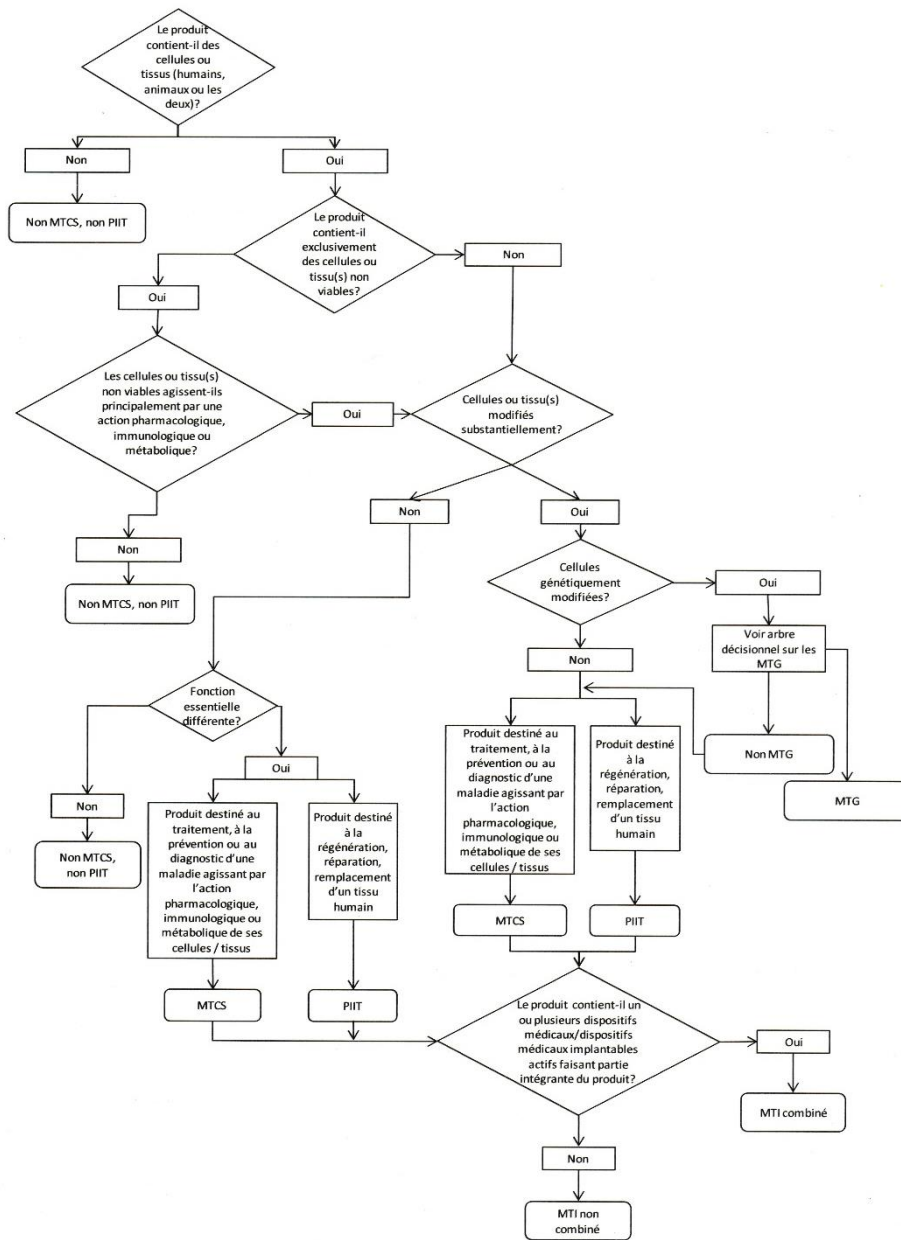 Le produit
contient-il des
cellules ou
tissus (humains,
animaux ou les
deux)?
Non
Oui
Non MTCS, non PIIT
Le produit
contient-il
exclusivement
des cellules ou
tissu(s) non
viables?
Non
Oui
Les cellules ou tissu(s)
non viables agissent-ils
principalement par une
action pharmacologique,
immunologique ou
métabolique?
Oui
Cellules ou tissu(s)
modifiés
substantiellement?
Non
Oui
Non
Non MTCS, non PIIT
Cellules
génétiquement
modifiées?
Oui
Voir arbre
décisionnel sur les
MTG
Non
Fonction
essentielle
différente?
Non MTG
MTG
Produit destiné au
traitement, à la
prévention ou au
diagnostic d'une
maladie agissant par
l'action
pharmacologique,
immunologique ou
métabolique de ses
cellules / tissus
Produit destiné
à la
régénération,
réparation,
remplacement
d'un tissu
humain
Oui
Non
Non MTCS,
non PIIT
Produit destiné au
traitement, à la
prévention ou au
diagnostic d'une
maladie agissant par
l'action
pharmacologique,
immunologique ou
métabolique de ses
cellules / tissus
Produit destiné
à la
régénération,
réparation,
remplacement
d'un tissu
humain
MTCS
PIIT
MTCS
PIIT
Le produit contient-il un
ou plusieurs dispositifs
médicaux/dispositifs
médicaux implantables
actifs faisant partie
intégrante du produit?
Oui
MTI combiné
Non
MTI non
combiné